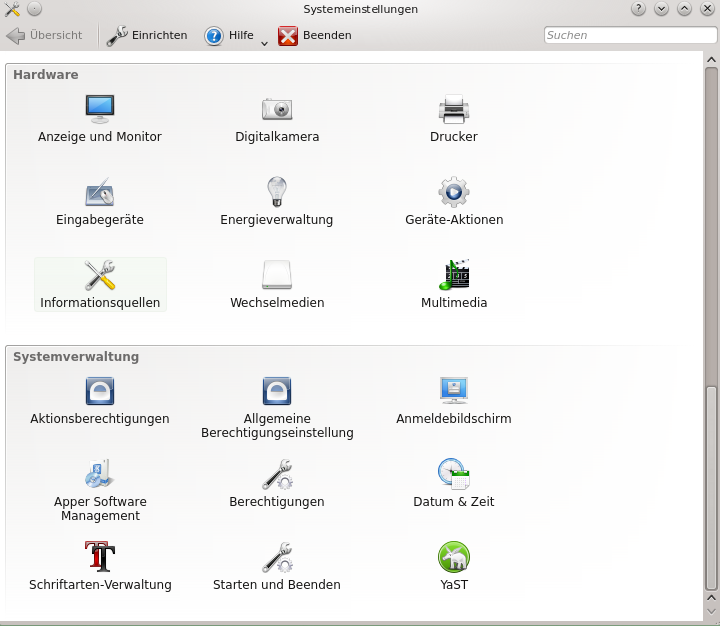 Systemeinstellungen
Übersicht Einrichten Hilfe Beenden Suchen
Hardware
Anzeige und Monitor
Digitalkamera
Drucker
Eingabegeräte
Energieverwaltung
Geräte-Aktionen
Informationsquellen
Wechselmedien
Multimedia
Systemverwaltung
Aktionsberechtigungen
Allgemeine
Berechtigungseinstellung
Anmeldebildschirm
Apper Software
Management
Berechtigungen
Datum & Zeit
Schriftarten-Verwaltung
Starten und Beenden
YaST